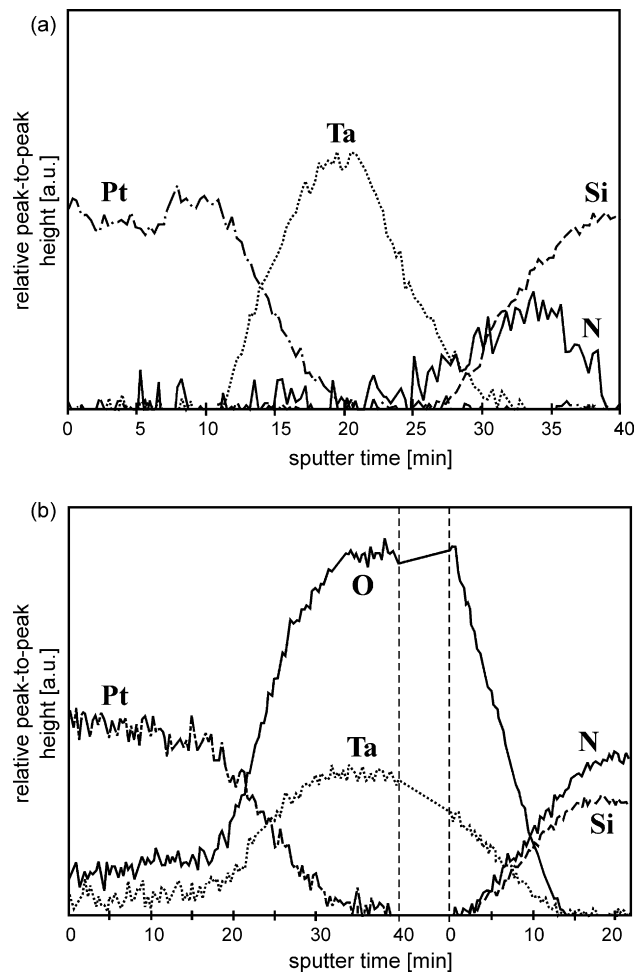 (a)
relative peak-to-peak
height [a.u.]
Pt
Ta
Si
N
0 5 10 15 20 25 30 35 40
sputter time [min]
(b)
relative peak-to-peak
height [a.u.]
O
Pt
Ta
N
Si
0 10 20 30 40 0 10 20
sputter time [min]